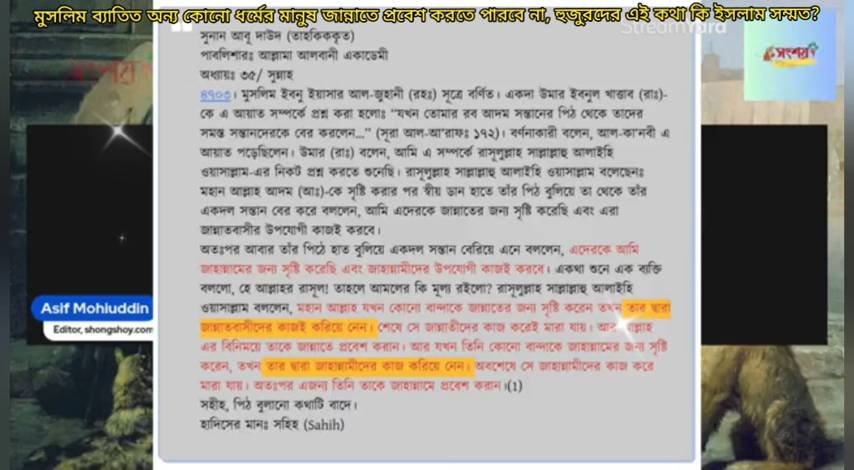 মুসলিম ব্যাতিত অন্য কোনো ধর্মের মানুষ জান্নাতে প্রবেশ করতে পারবে না, হুজুরদের এই কথা কি ইসলাম সম্মত?
StreamYard
সংশয়
সুনান আবূ দাউদ (তাহকিককৃত)
পাবলিশারঃ আল্লামা আলবানী একাডেমী
অধ্যায়ঃ ৩৫/ সুন্নাহ
৪৭০৩। মুসলিম ইবনু ইয়াসার আল-জুহানী (রহঃ) সূত্রে বর্ণিত। একদা উমার ইবনুল খাত্তাব (রাঃ)-
কে এ আয়াত সম্পর্কে প্রশ্ন করা হলোঃ “যখন তোমার রব আদম সন্তানের পিঠ থেকে তাদের
সমস্ত সন্তানদেরকে বের করলেন...” (সূরা আল-আ'রাফঃ ১৭২)। বর্ণনাকারী বলেন, আল-কা'নবী এ
আয়াত পড়েছিলেন। উমার (রাঃ) বলেন, আমি এ সম্পর্কে রাসূলুল্লাহ সাল্লাল্লাহু আলাইহি
ওয়াসাল্লাম-এর নিকট প্রশ্ন করতে শুনেছি। রাসূলুল্লাহ সাল্লাল্লাহু আলাইহি ওয়াসাল্লাম বলেছেনঃ
মহান আল্লাহ আদম (আঃ)-কে সৃষ্টি করার পর স্বীয় ডান হাতে তাঁর পিঠ বুলিয়ে তা থেকে তাঁর
একদল সন্তান বের করে বললেন, আমি এদেরকে জান্নাতের জন্য সৃষ্টি করেছি এবং এরা
জান্নাতবাসীর উপযোগী কাজই করবে।
অতঃপর আবার তাঁর পিঠে হাত বুলিয়ে একদল সন্তান বেরিয়ে এনে বললেন, এদেরকে আমি
জাহান্নামের জন্য সৃষ্টি করেছি এবং জাহান্নামীদের উপযোগী কাজই করবে। একথা শুনে এক ব্যক্তি
বললো, হে আল্লাহর রাসূল! তাহলে আমলের কি মূল্য রইলো? রাসূলুল্লাহ সাল্লাল্লাহু আলাইহি
ওয়াসাল্লাম বললেন, মহান আল্লাহ যখন কোনো বান্দাকে জান্নাতের জন্য সৃষ্টি করেন তখন তার দ্বারা
জান্নাতবাসীদের কাজই করিয়ে নেন। শেষে সে জান্নাতীদের কাজ করেই মারা যায়। আর আল্লাহ
এর বিনিময়ে তাকে জান্নাতে প্রবেশ করান। আর যখন তিনি কোনো বান্দাকে জাহান্নামের জন্য সৃষ্টি
করেন, তখন তার দ্বারা জাহান্নামীদের কাজ করিয়ে নেন। অবশেষে সে জাহান্নামীদের কাজ করে
মারা যায়। অতঃপর এজন্য তিনি তাকে জাহান্নামে প্রবেশ করান।(1)
সহীহ, পিঠ বুলানো কথাটি বাদে।
হাদিসের মানঃ সহিহ (Sahih)
Asif Mohiuddin
Editor, shongshoy.com